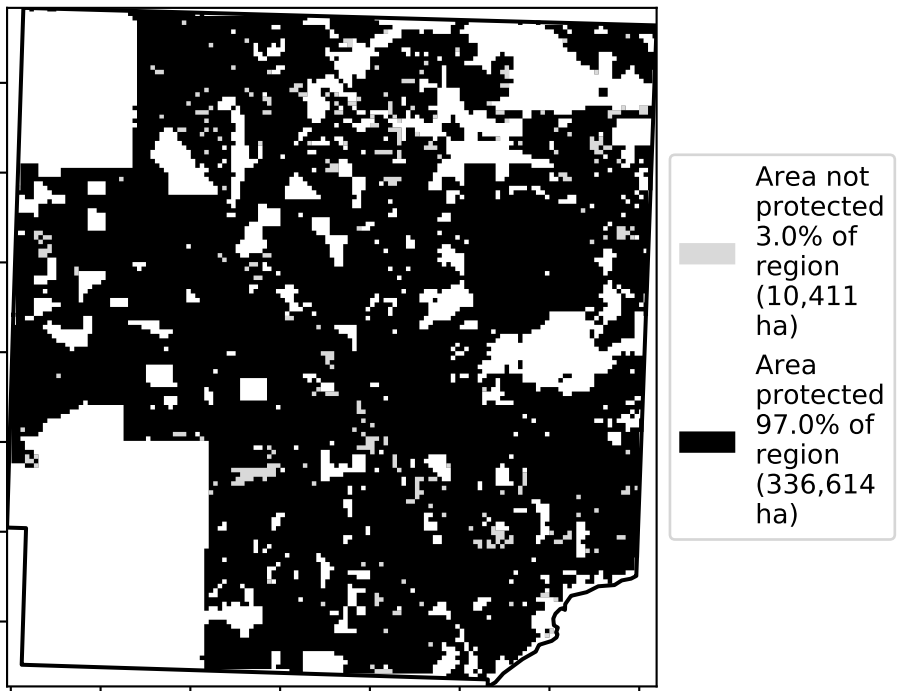 Area not
protected
3.0% of
region
(10,411
ha)
Area
protected
97.0% of
region
(336,614
ha)